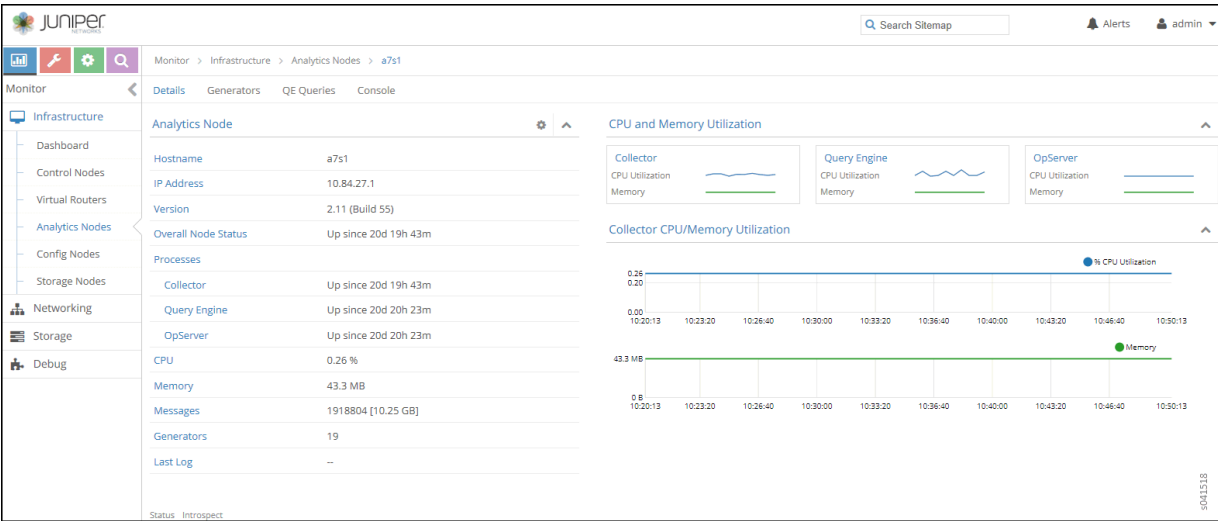 JUNIPER
NETWORKS
Search Sitemap
Alerts
admin
Monitor > Infrastructure > Analytics Nodes > a7s1
Monitor
Details Generators QE Queries Console
Infrastructure
Dashboard
Control Nodes
Virtual Routers
Analytics Nodes
Config Nodes
Storage Nodes
Networking
Storage
Debug
Analytics Node
Hostname a7s1
IP Address 10.84.27.1
Version 2.11 (Build 55)
Overall Node Status Up since 20d 19h 43m
Processes
Collector Up since 20d 19h 43m
Query Engine Up since 20d 20h 23m
OpServer Up since 20d 20h 23m
CPU 0.26 %
Memory 43.3 MB
Messages 1918804 [10.25 GB]
Generators 19
Last Log --
Status Introspect
CPU and Memory Utilization
Collector
CPU Utilization
Memory
Query Engine
CPU Utilization
Memory
OpServer
CPU Utilization
Memory
Collector CPU/Memory Utilization
% CPU Utilization
0.26
0.20
0.00
10:20:13 10:23:20 10:26:40 10:30:00 10:33:20 10:36:40 10:40:00 10:43:20 10:46:40 10:50:13
Memory
43.3 MB
0 B
10:20:13 10:23:20 10:26:40 10:30:00 10:33:20 10:36:40 10:40:00 10:43:20 10:46:40 10:50:13
s041518